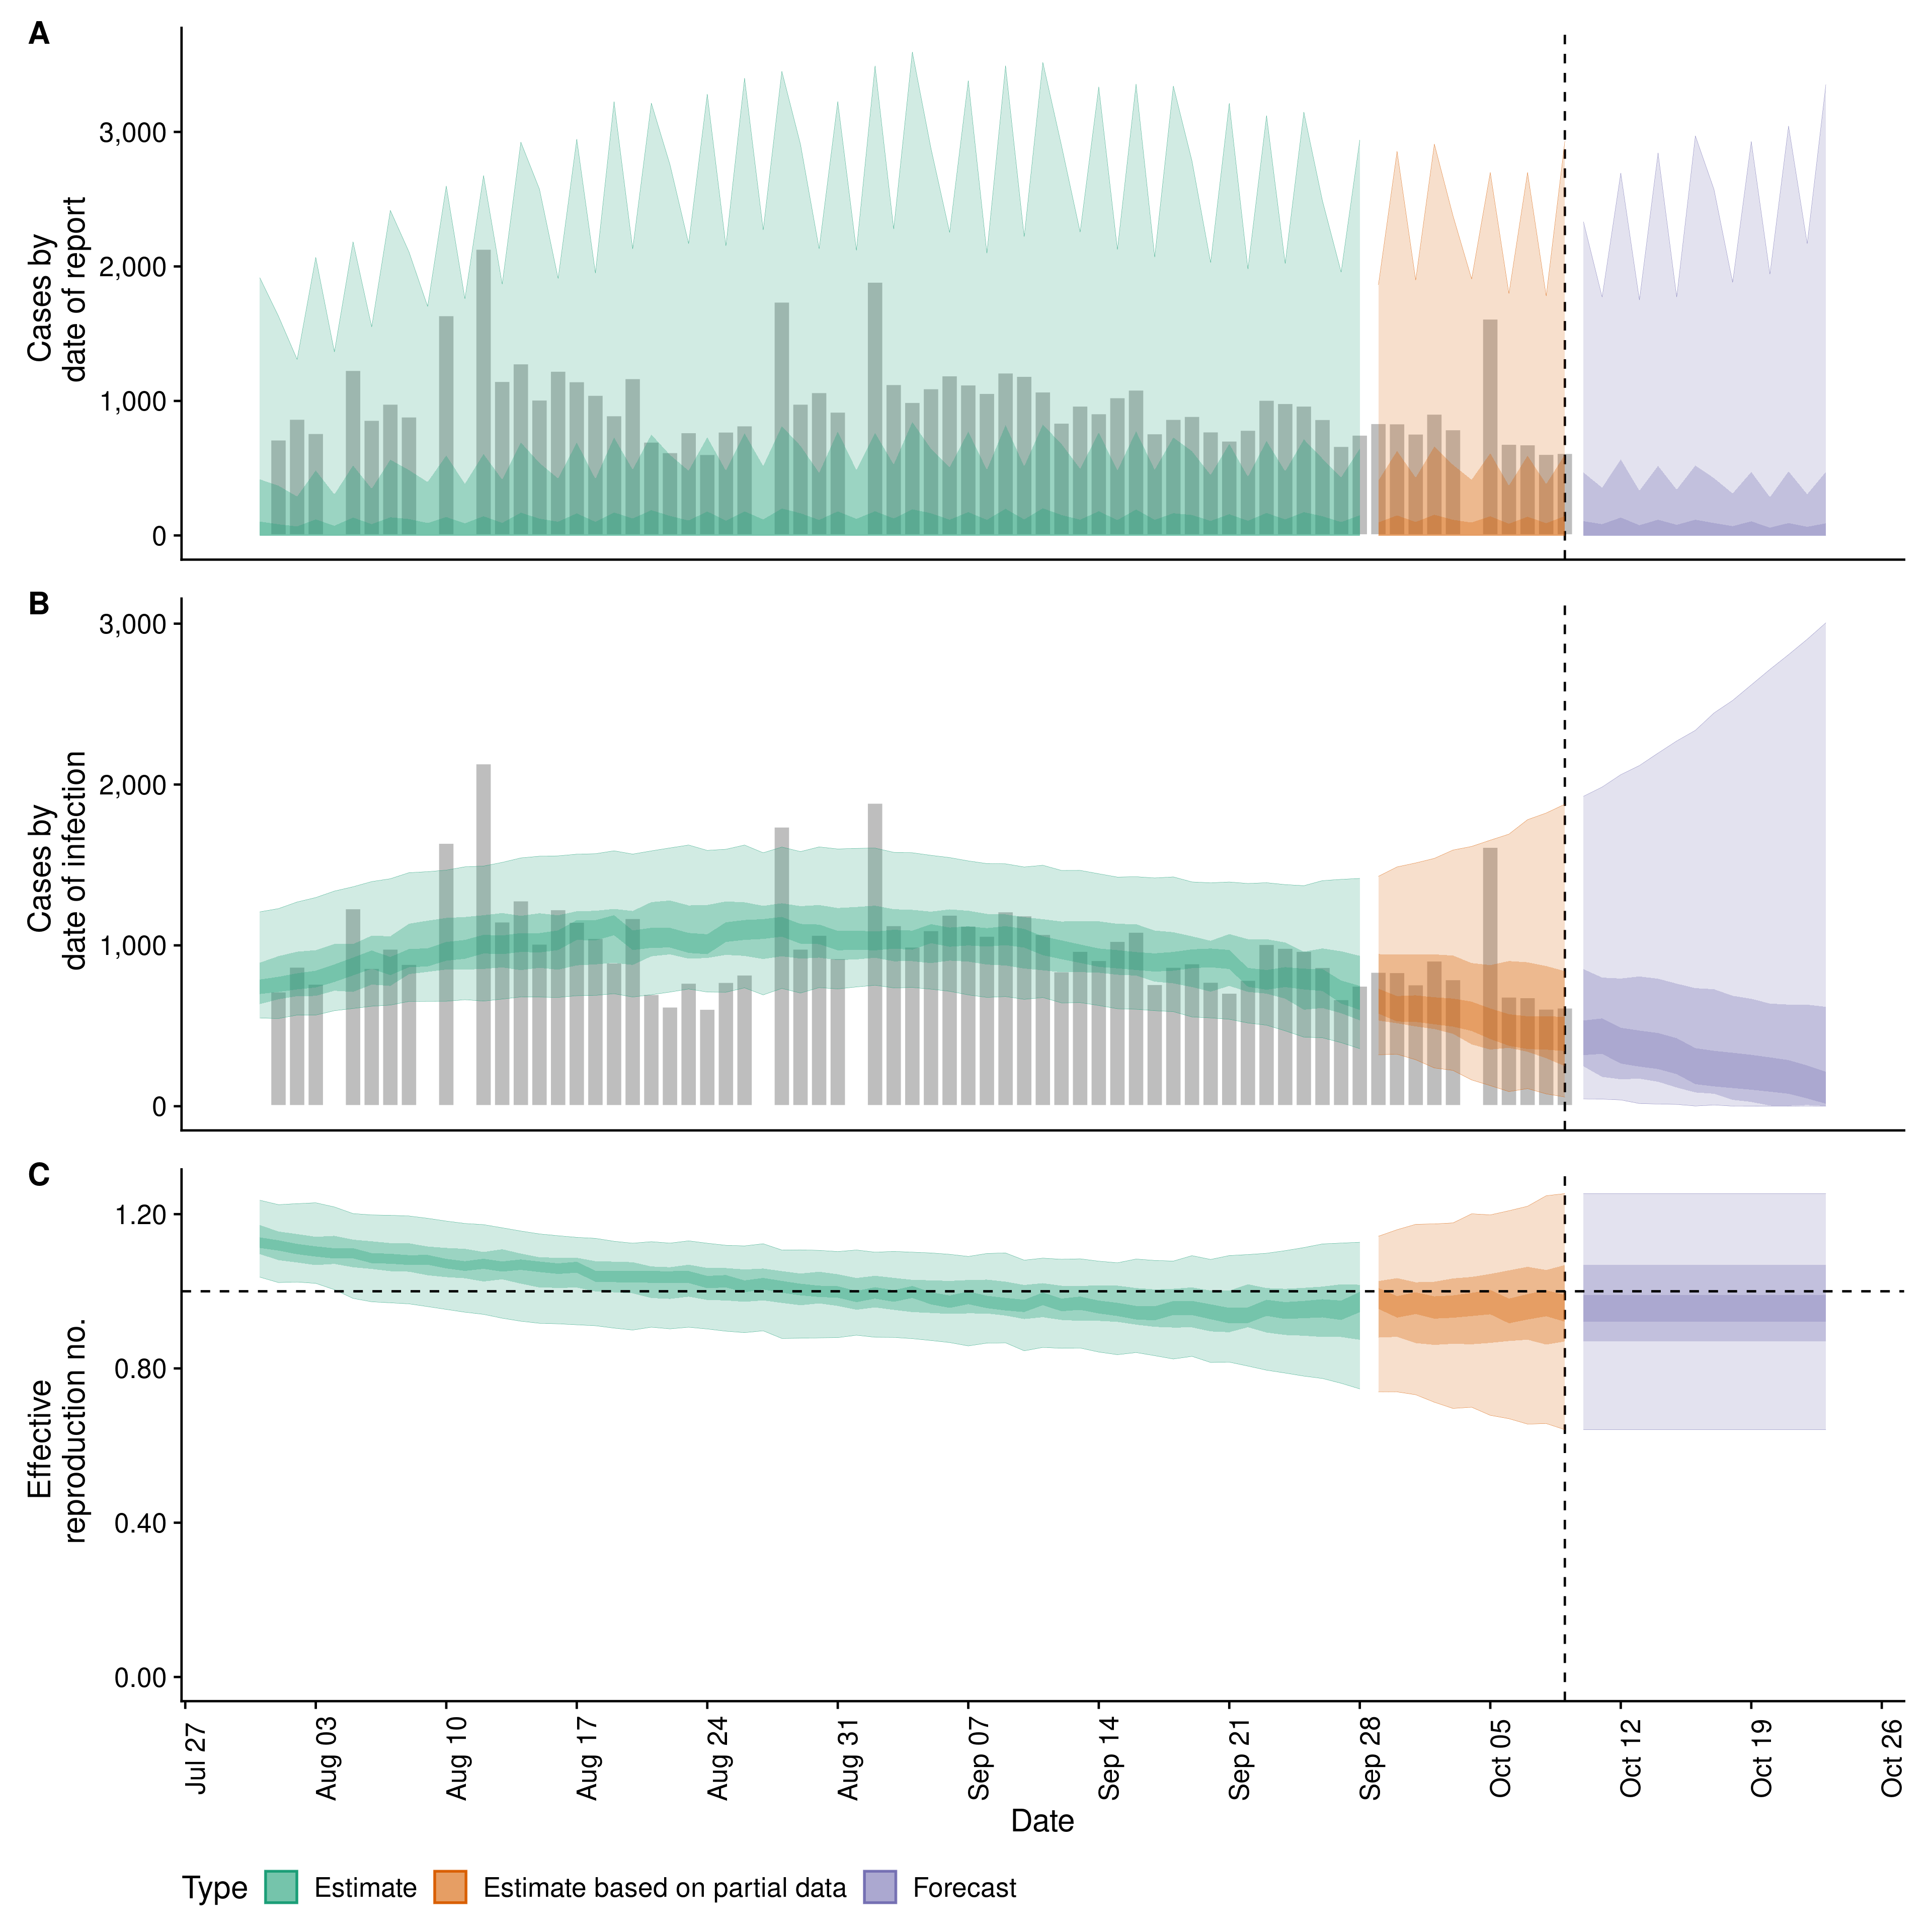 A
Cases by
date of report
3,000
2,000
1,000
0
B
Cases by
date of infection
3,000
2,000
1,000
0
C
Effective
reproduction no.
1.20
0.80
0.40
0.00
Jul 27
Aug 03
Aug 10
Aug 17
Aug 24
Aug 31
Sep 07
Sep 14
Sep 21
Sep 28
Oct 05
Oct 12
Oct 19
Oct 26
Date
Type Estimate Estimate based on partial data Forecast